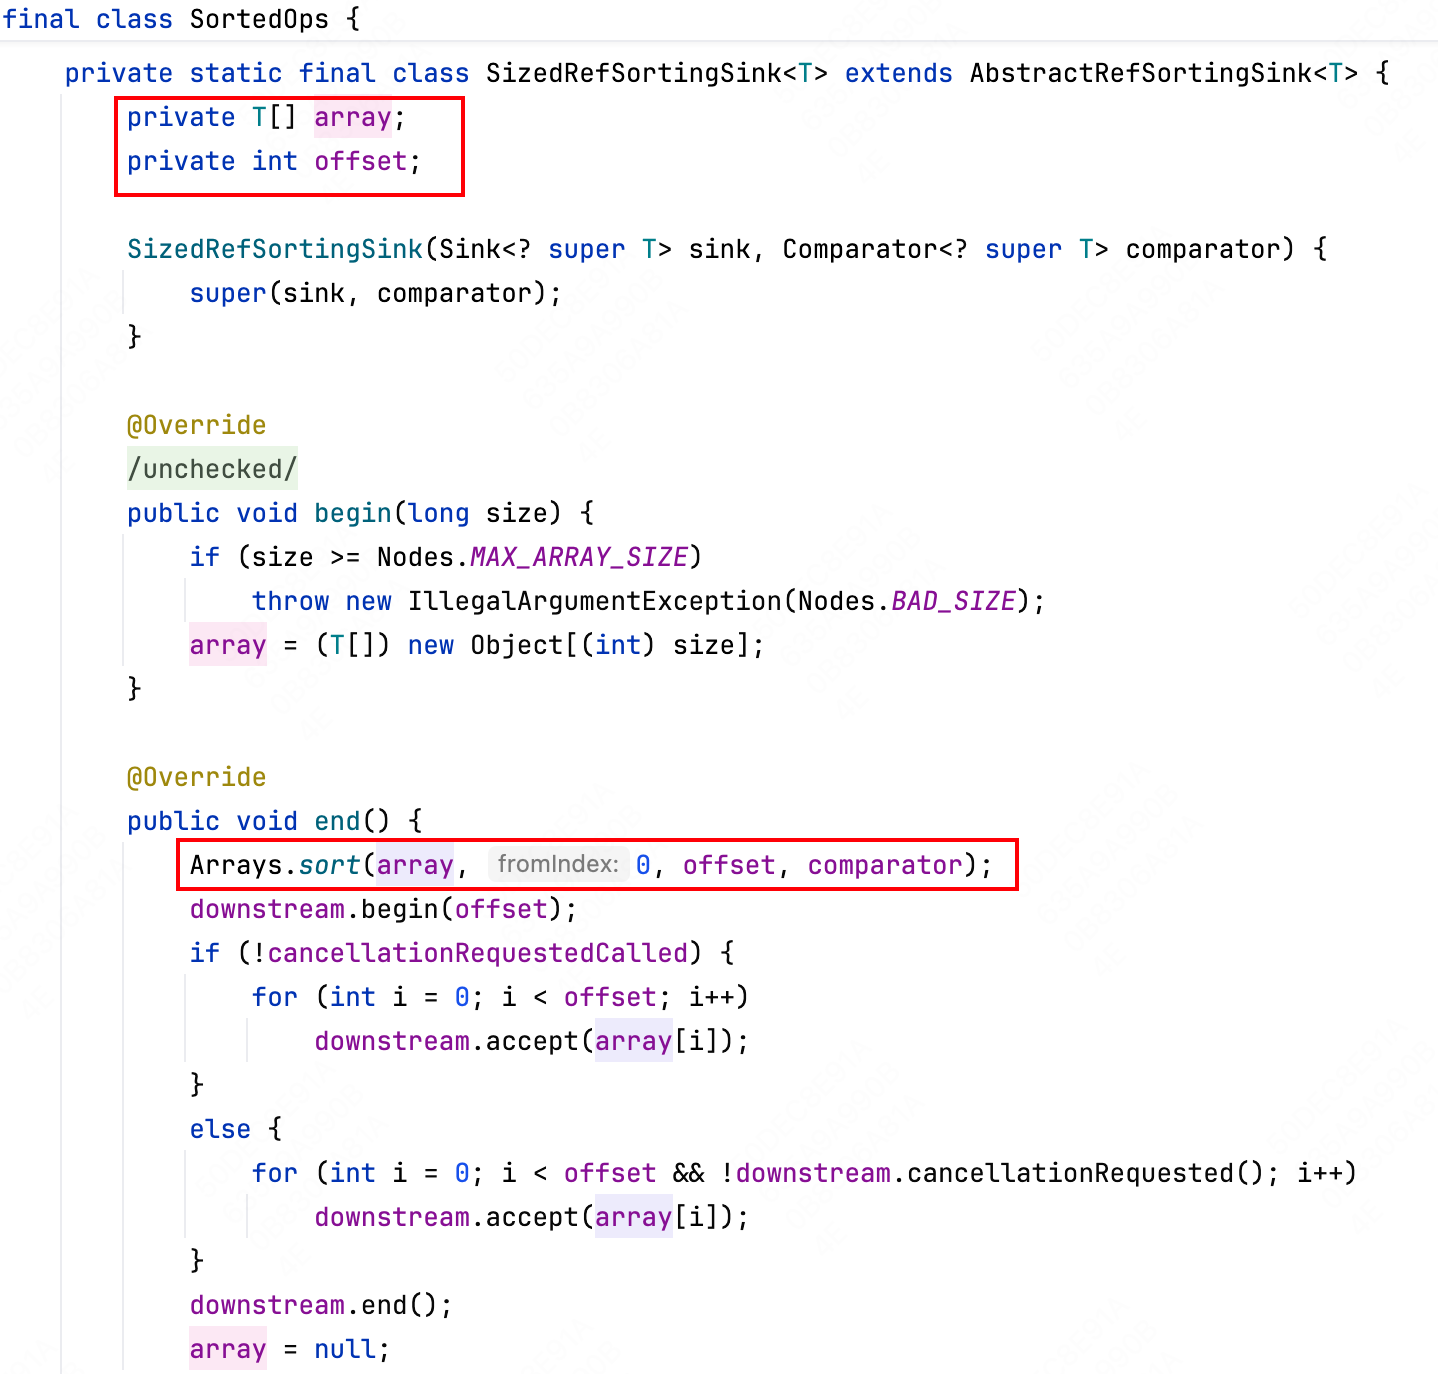 final class SortedOps {
    private static final class SizedRefSortingSink<T> extends AbstractRefSortingSink<T> {
        private T[] array;
        private int offset;

        SizedRefSortingSink(Sink<? super T> sink, Comparator<? super T> comparator) {
            super(sink, comparator);
        }

        @Override
        /unchecked/
        public void begin(long size) {
            if (size >= Nodes.MAX_ARRAY_SIZE)
                throw new IllegalArgumentException(Nodes.BAD_SIZE);
            array = (T[]) new Object[(int) size];
        }

        @Override
        public void end() {
            Arrays.sort(array, fromIndex: 0, offset, comparator);
            downstream.begin(offset);
            if (!cancellationRequestedCalled) {
                for (int i = 0; i < offset; i++)
                    downstream.accept(array[i]);
            }
            else {
                for (int i = 0; i < offset && !downstream.cancellationRequested(); i++)
                    downstream.accept(array[i]);
            }
            downstream.end();
            array = null;